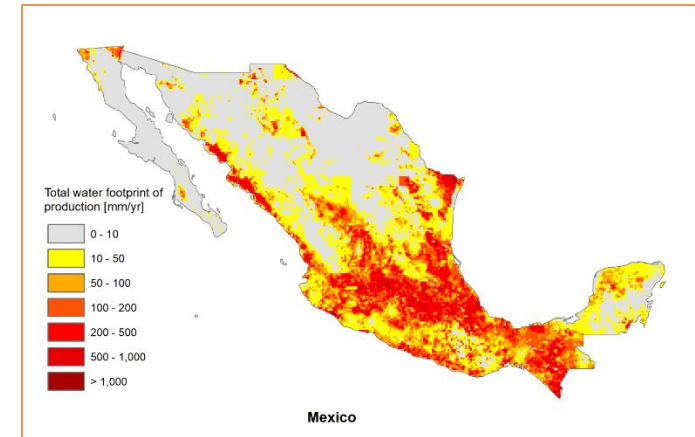 Total water footprint of
production [mm/yr]
0 - 10
10 - 50
50 - 100
100 - 200
200 - 500
500 - 1,000
> 1,000
Mexico